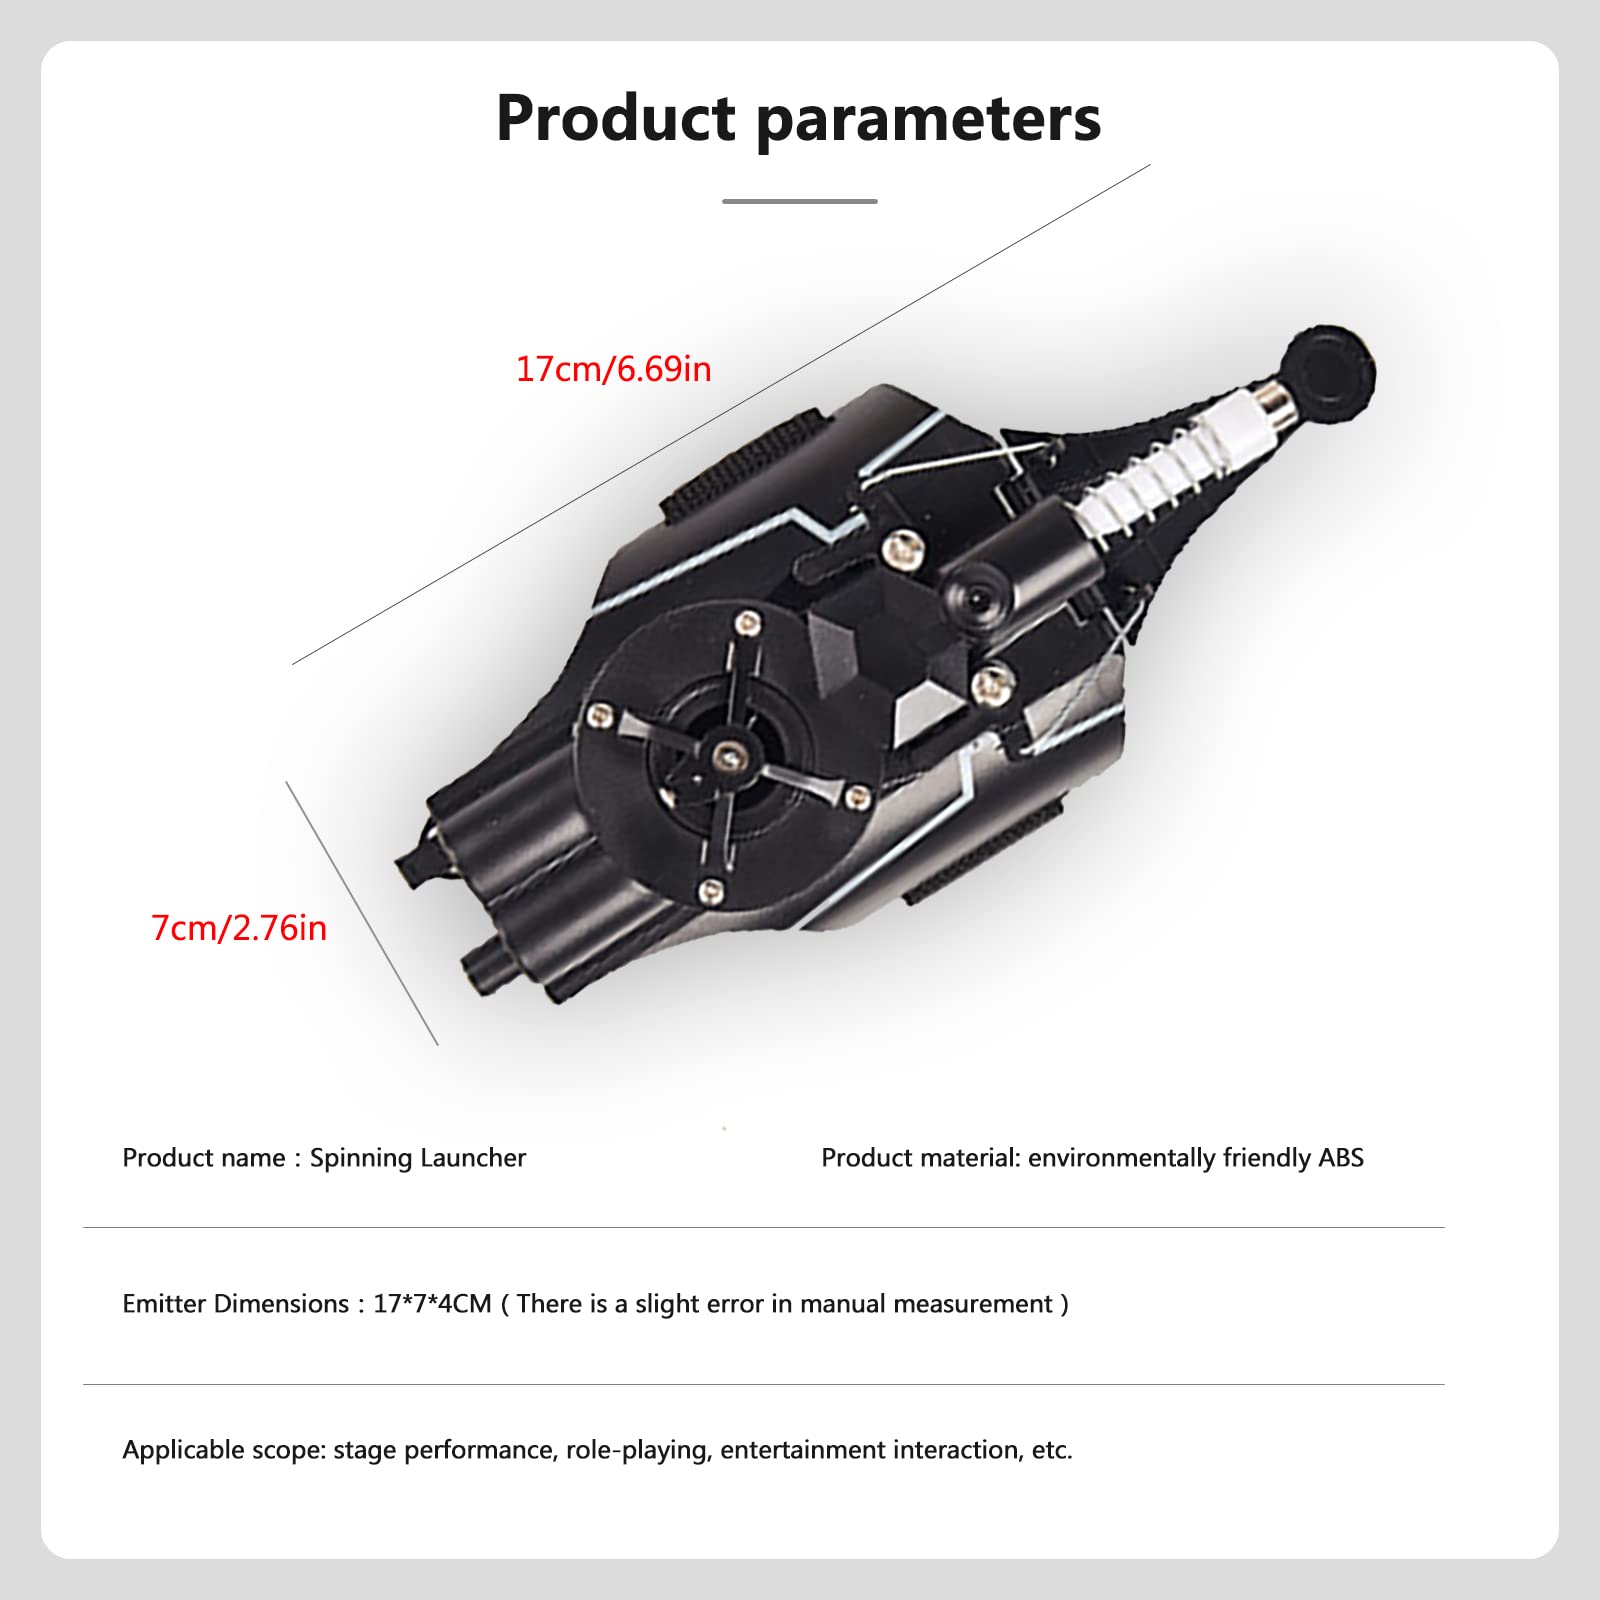 Product parameters
17cm/6.69in
7cm/2.76in
Product name : Spinning Launcher
Product material: environmentally friendly ABS
Emitter Dimensions : 17*7*4CM ( There is a slight error in manual measurement )
Applicable scope: stage performance, role-playing, entertainment interaction, etc.